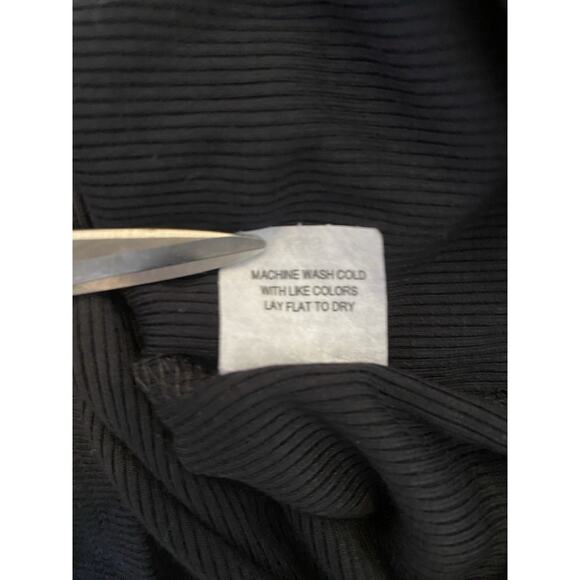 MACHINE WASH COLD
WITH LIKE COLORS
LAY FLAT TO DRY